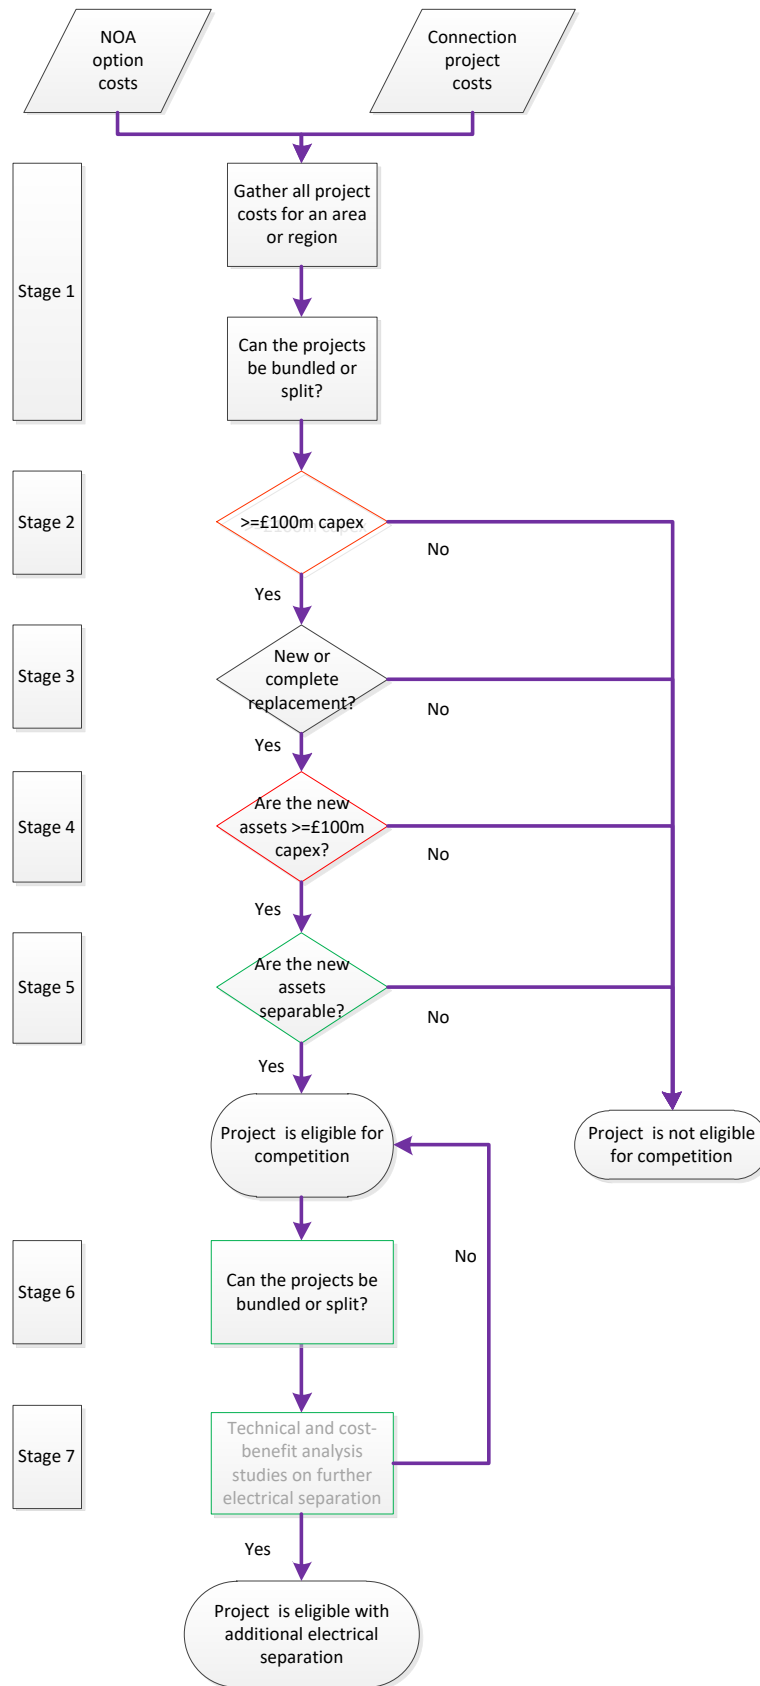 NOA
option
costs
Connection
project
costs
Stage 1
Gather all project
costs for an area
or region
Can the projects
be bundled or
split?
Stage 2
>=£100m capex
No
Yes
Stage 3
New or
complete
replacement?
No
Yes
Stage 4
Are the new
assets >=£100m
capex?
No
Yes
Stage 5
Are the new
assets
separable?
No
Yes
Project is eligible for
competition
Project is not eligible
for competition
Stage 6
Can the projects be
bundled or split?
No
Stage 7
Technical and cost-
benefit analysis
studies on further
electrical separation
Yes
Project is eligible with
additional electrical
separation